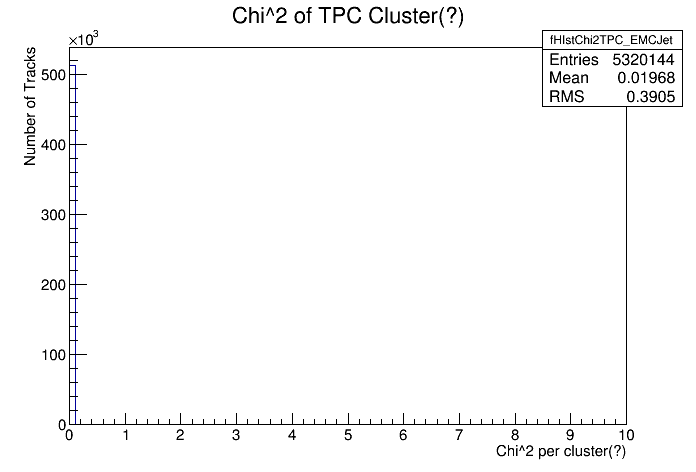 Chi^2 of TPC Cluster(?)
×10³
fHIstChi2TPC_EMCJet
Entries 5320144
Mean 0.01968
RMS 0.3905
Number of Tracks
500
400
300
200
100
0
0 1 2 3 4 5 6 7 8 9 10
Chi^2 per cluster(?)